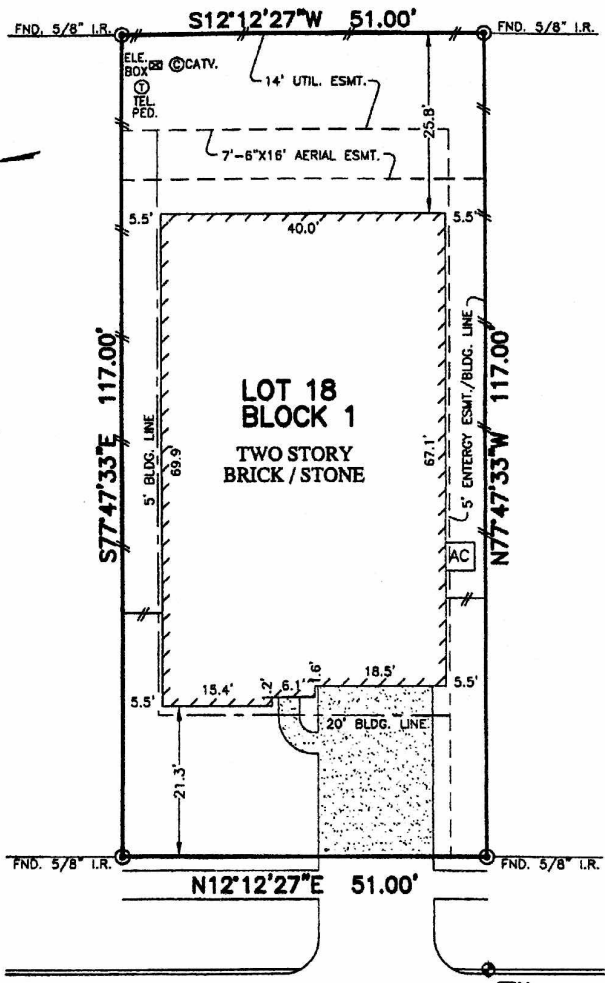 S12°12'27"W 51.00'
FND. 5/8" I.R.
FND. 5/8" I.R.
ELE.
BOX
Ⓒ CATV.
Ⓣ
TEL.
PED.
14' UTIL. ESMT.
25.8'
7'-6"X16' AERIAL ESMT.
5.5'
40.0'
5.5'
S77°47'33"E 117.00'
5' BLDG. LINE
69.9'
LOT 18
BLOCK 1
TWO STORY
BRICK / STONE
67.1'
5' ENTERGY ESMT./BLDG. LINE
N77°47'33"W 117.00'
AC
5.5'
15.4'
1.2'
6.1'
1.6'
18.5'
5.5'
20' BLDG. LINE
21.3'
FND. 5/8" I.R.
FND. 5/8" I.R.
N12°12'27"E 51.00'